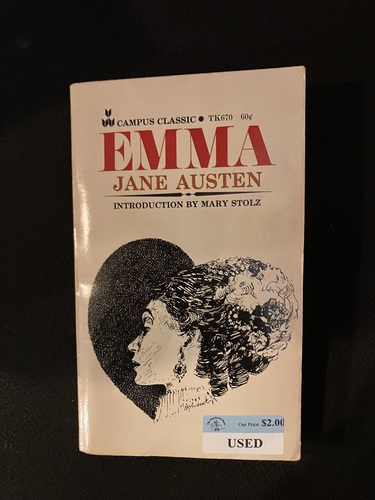 CAMPUS CLASSIC ● TK670 60¢
EMMA
JANE AUSTEN
INTRODUCTION BY MARY STOLZ
Our Price: $2.00
USED